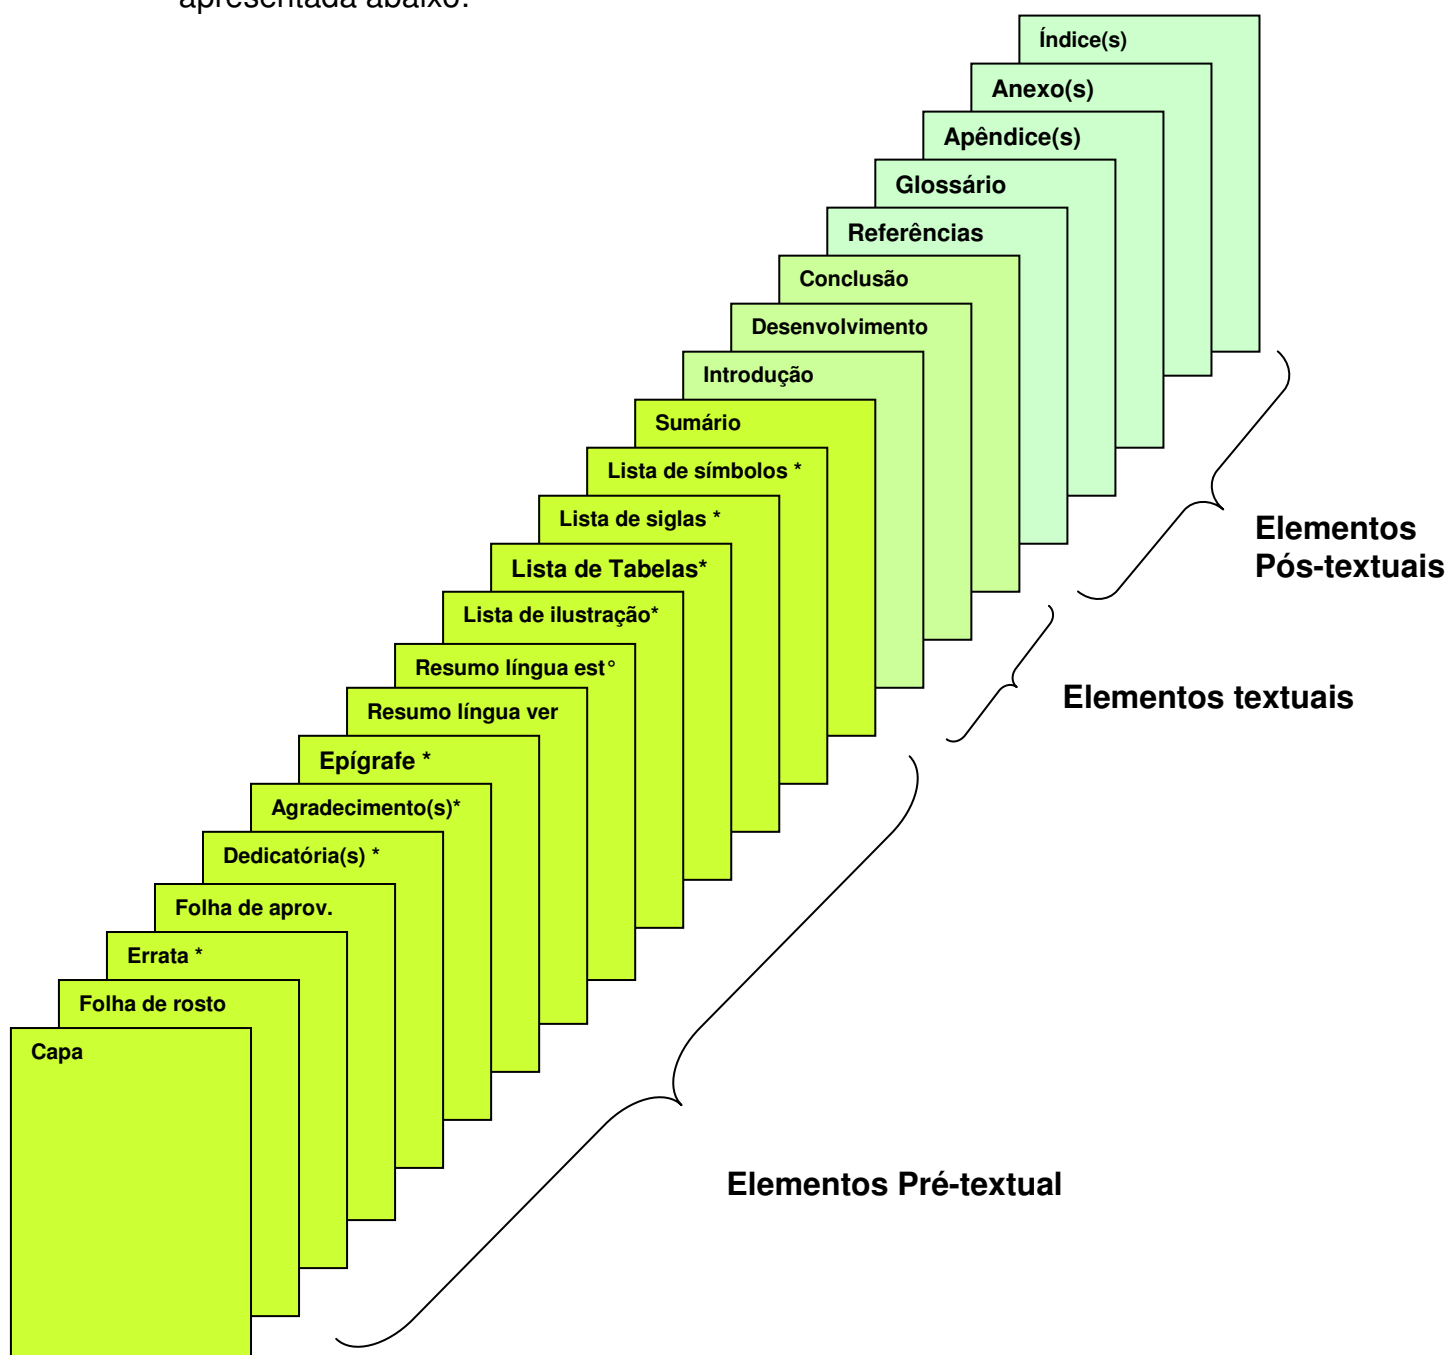 apresentada abaixo:
Índice(s)
Anexo(s)
Apêndice(s)
Glossário
Referências
Conclusão
Desenvolvimento
Introdução
Sumário
Lista de símbolos *
Lista de siglas *
Lista de Tabelas*
Lista de ilustração*
Resumo língua est°
Resumo língua ver
Epígrafe *
Agradecimento(s)*
Dedicatória(s) *
Folha de aprov.
Errata *
Folha de rosto
Capa
Elementos
Pós-textuais
Elementos textuais
Elementos Pré-textual